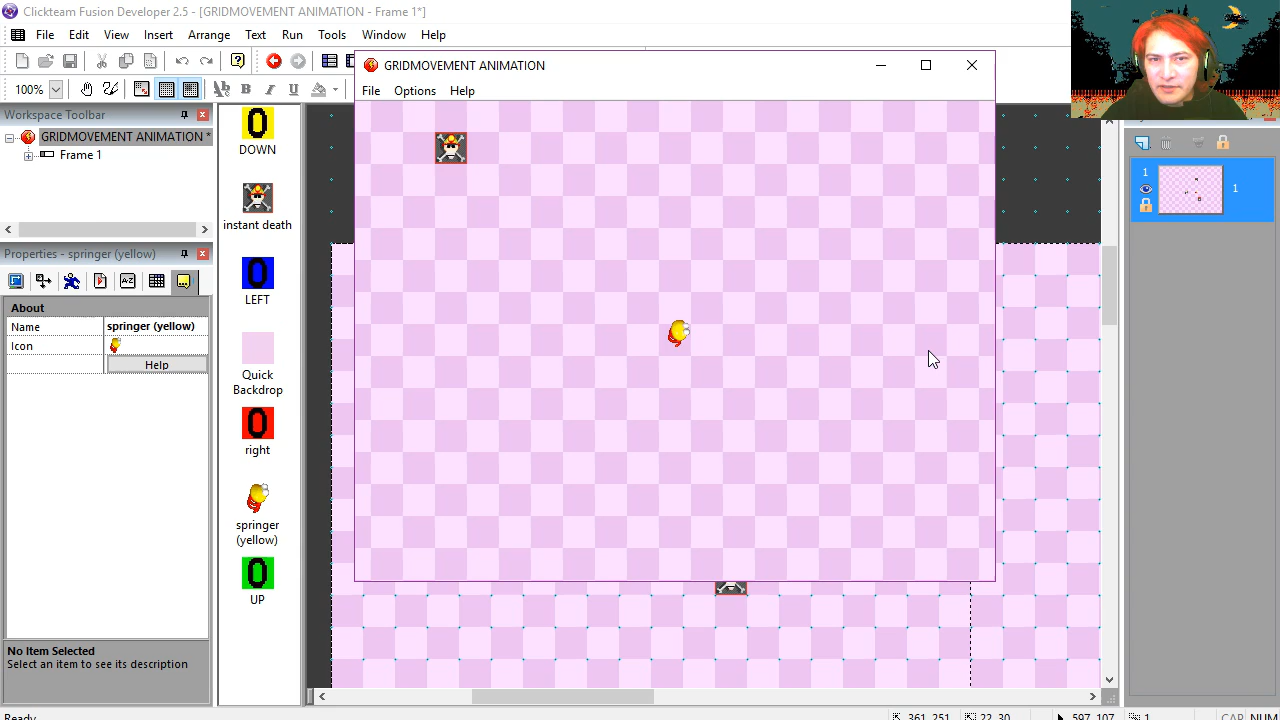 Clickteam Fusion Developer 2.5 - [GRIDMOVEMENT ANIMATION - Frame 1*]
File Edit View Insert Arrange Text Run Tools Window Help
100% B I U
Workspace Toolbar
GRIDMOVEMENT ANIMATION *
Frame 1
Properties - springer (yellow)
About
Name springer (yellow)
Icon
Help
No Item Selected
Select an item to see its description
Ready
0
DOWN
instant death
0
LEFT
Quick
Backdrop
0
right
springer
(yellow)
0
UP
GRIDMOVEMENT ANIMATION
File Options Help
1
1
361, 251 22, 30 597, 107 1 CAP NUM